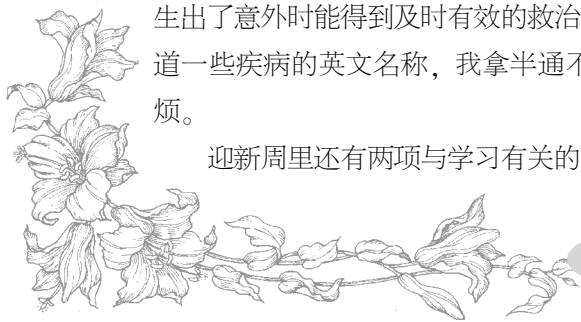 生出了意外时能得到及时有效的救治
道一些疾病的英文名称，我拿半通不
烦。
迎新周里还有两项与学习有关的